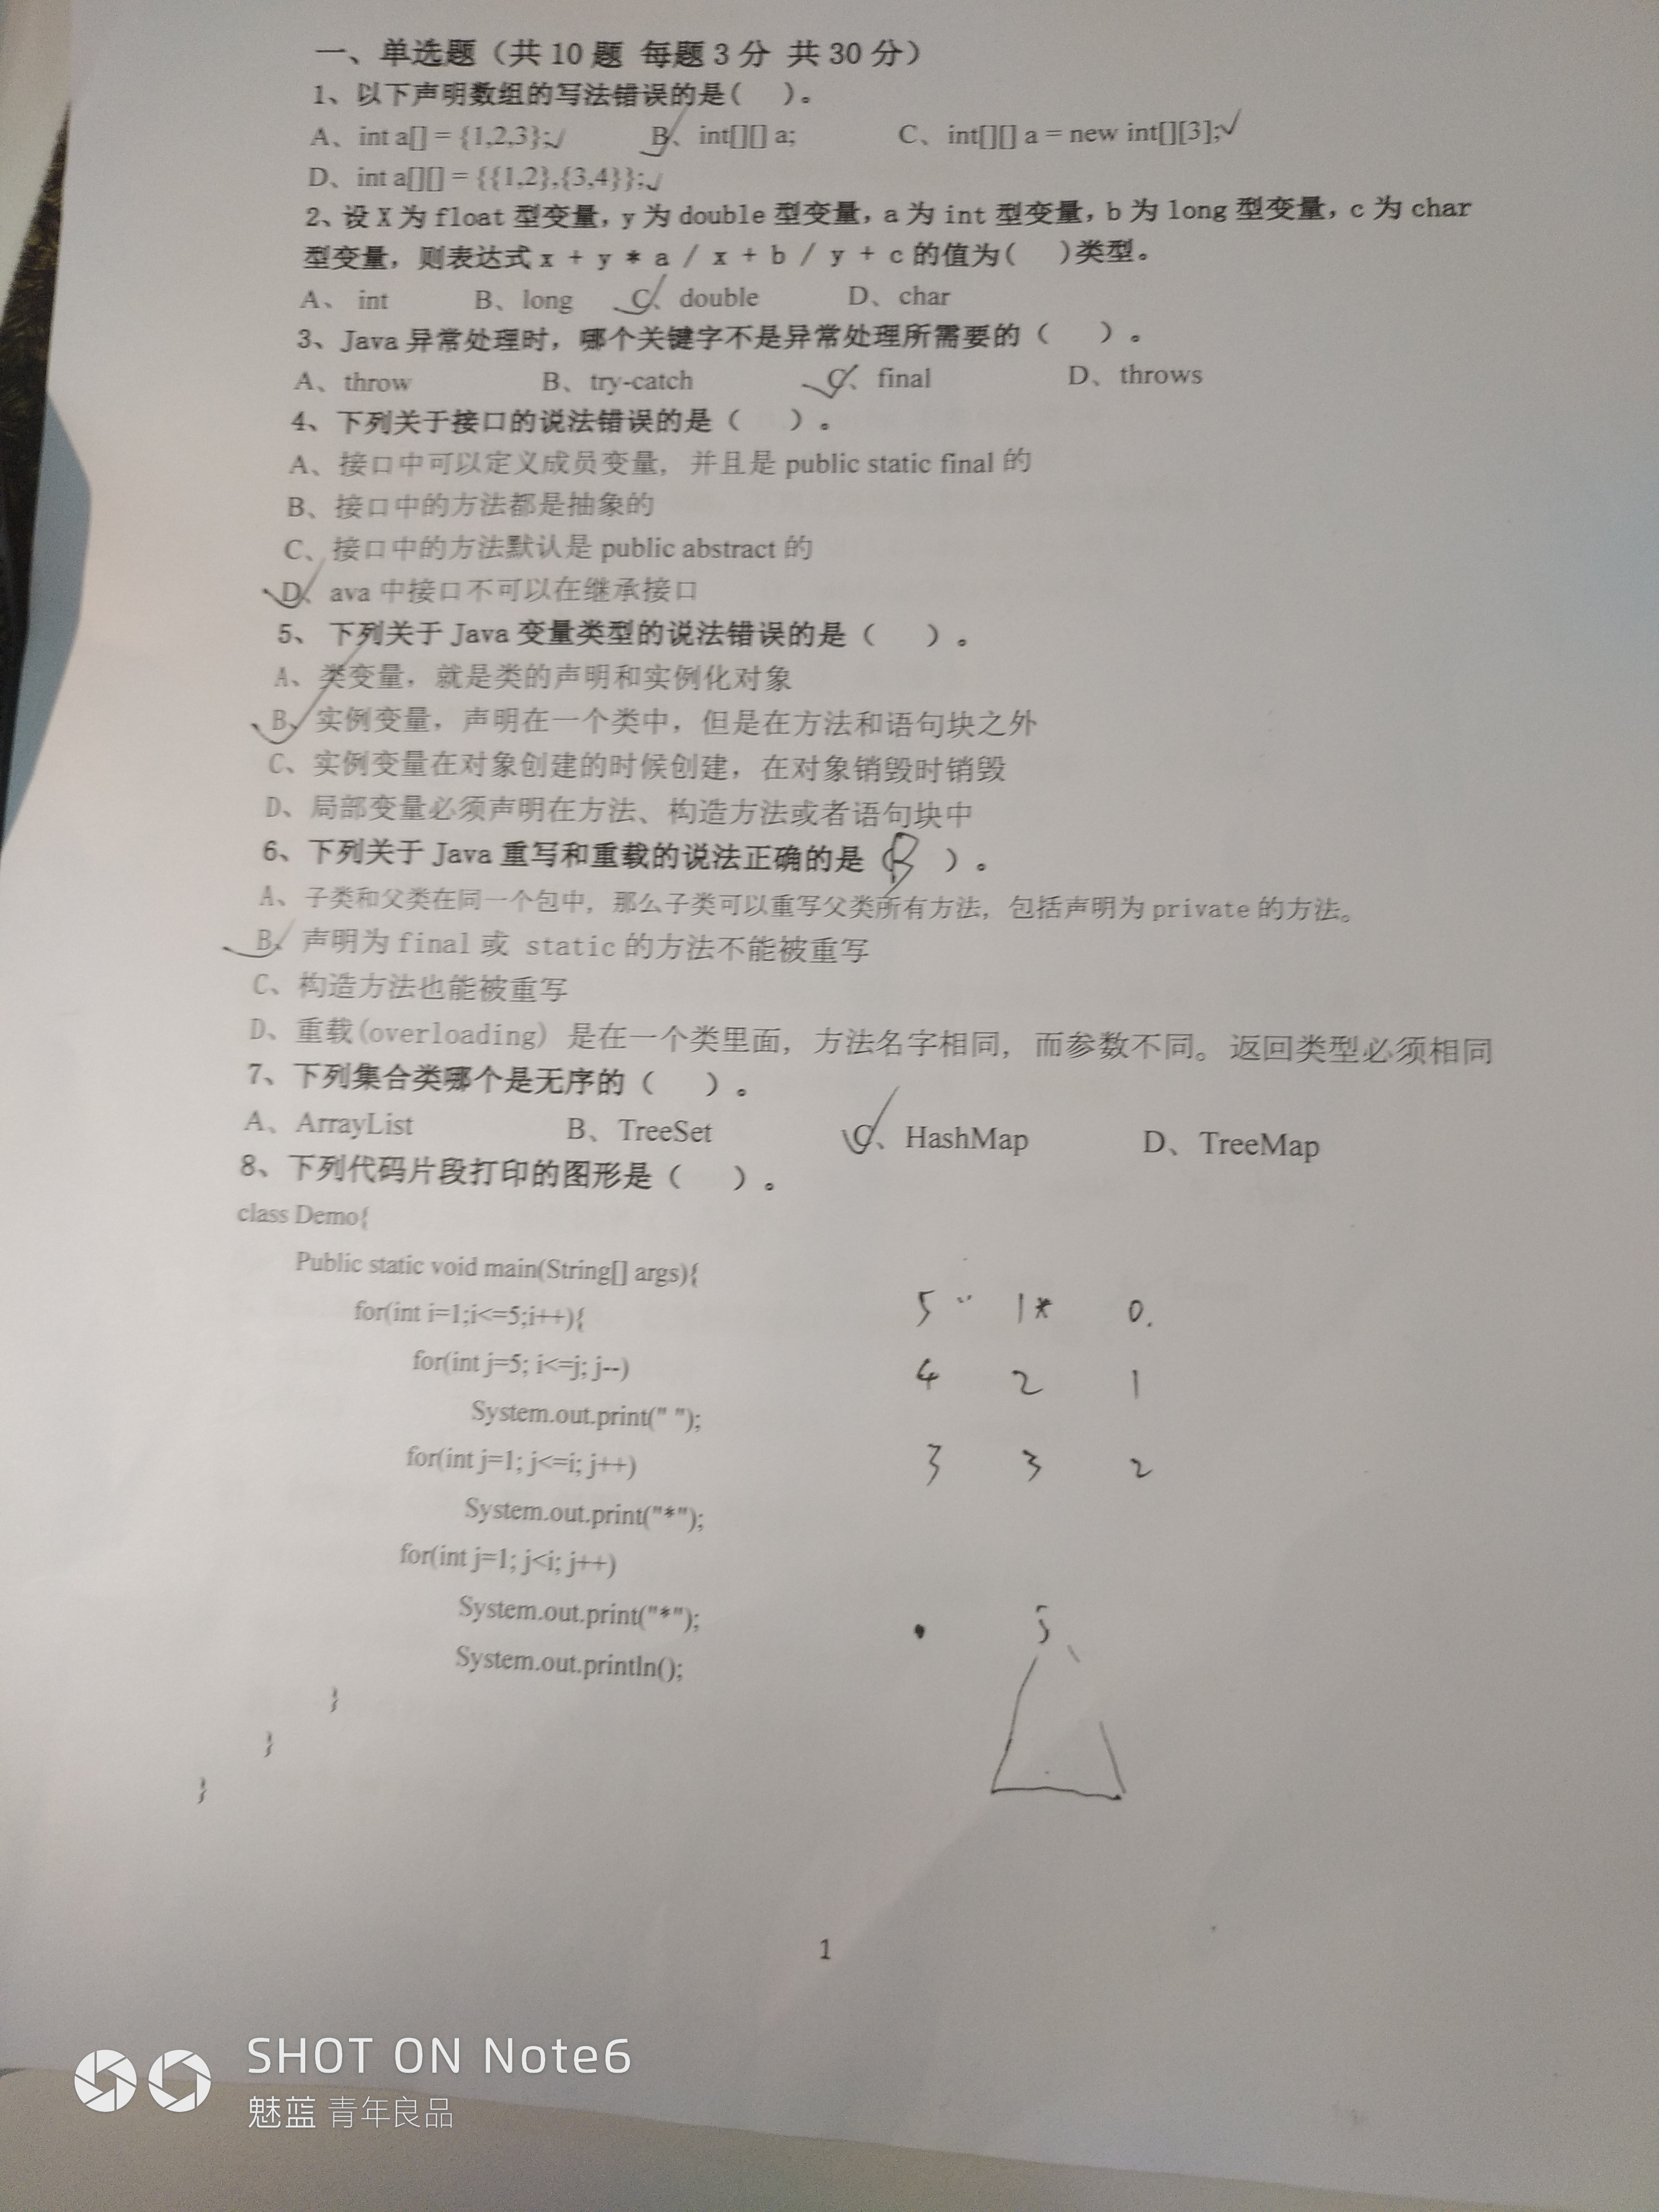 一、单选题（共 10 题 每题 3 分 共 30 分）
1、以下声明数组的写法错误的是(   )。
A、int a[] = {1,2,3};√ B、int[][] a; C、int[][] a = new int[][3];√
D、int a[][] = {{1,2},{3,4}};√
2、设 X 为 float 型变量，y 为 double 型变量，a 为 int 型变量，b 为 long 型变量，c 为 char
型变量，则表达式 x + y * a / x + b / y + c 的值为(   )类型。
A、 int B、long C、double D、char
3、Java 异常处理时，哪个关键字不是异常处理所需要的（   ）。
A、throw B、try-catch C、final D、throws
4、下列关于接口的说法错误的是（   ）。
A、接口中可以定义成员变量，并且是 public static final 的
B、接口中的方法都是抽象的
C、接口中的方法默认是 public abstract 的
D、ava 中接口不可以在继承接口
5、下列关于 Java 变量类型的说法错误的是（   ）。
A、类变量，就是类的声明和实例化对象
B、实例变量，声明在一个类中，但是在方法和语句块之外
C、实例变量在对象创建的时候创建，在对象销毁时销毁
D、局部变量必须声明在方法、构造方法或者语句块中
6、下列关于 Java 重写和重载的说法正确的是（B ）。
A、子类和父类在同一个包中，那么子类可以重写父类所有方法，包括声明为 private 的方法。
B、声明为 final 或 static 的方法不能被重写
C、构造方法也能被重写
D、重载(overloading) 是在一个类里面，方法名字相同，而参数不同。返回类型必须相同
7、下列集合类哪个是无序的（   ）。
A、ArrayList B、TreeSet C、HashMap D、TreeMap
8、下列代码片段打印的图形是（   ）。
class Demo{
Public static void main(String[] args){
for(int i=1;i<=5;i++){
5 " 1* 0.
for(int j=5; i<=j; j--)
4 2 1
System.out.print(" ");
for(int j=1; j<=i; j++)
3 3 2
System.out.print("*");
for(int j=1; j<i; j++)
System.out.print("*");
5
System.out.println();
}
}
}
1
SHOT ON Note6
魅蓝 青年良品